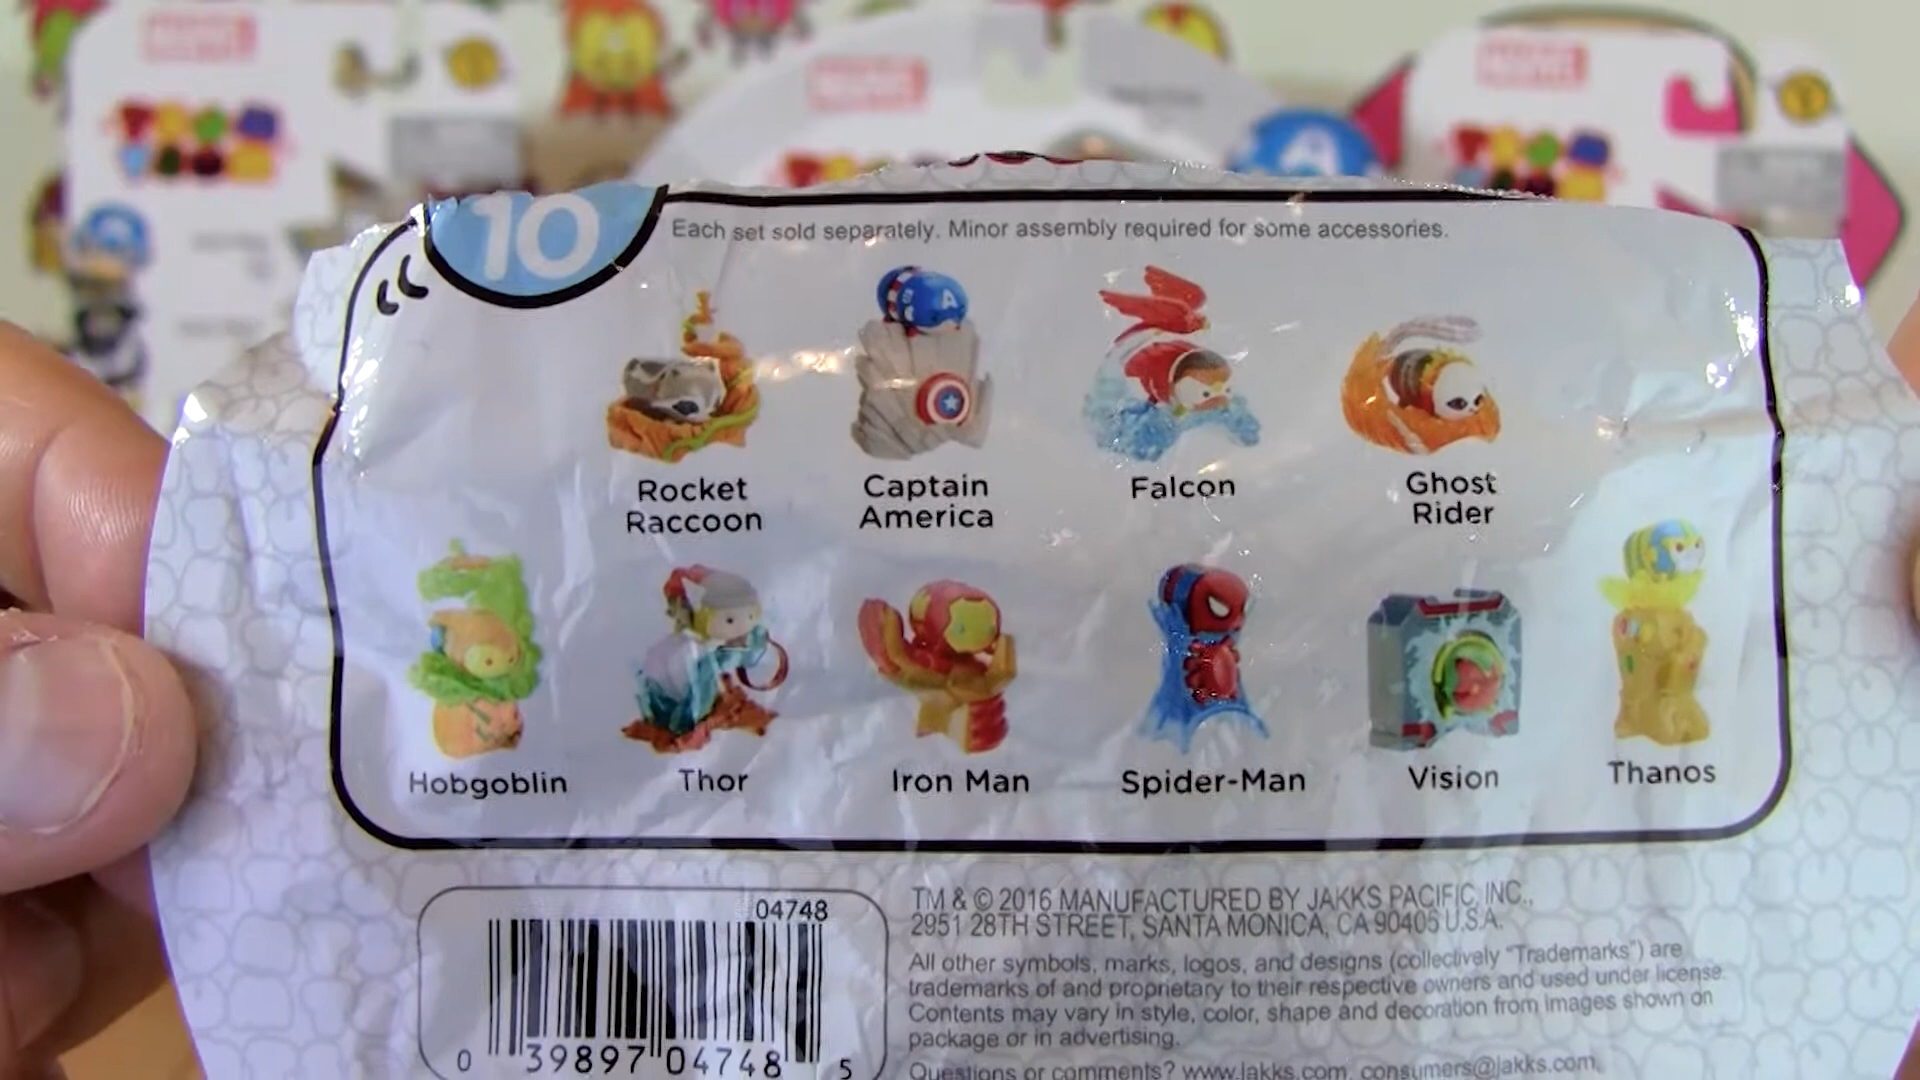 MARVEL
MARVEL
MARVEL
10
Each set sold separately. Minor assembly required for some accessories.
A
Rocket
Raccoon
Captain
America
Falcon
Ghost
Rider
Hobgoblin
Thor
Iron Man
Spider-Man
Vision
Thanos
04748
0 39897 04748 5
TM & © 2016 MANUFACTURED BY JAKKS PACIFIC, INC.,
2951 28TH STREET, SANTA MONICA, CA 90405 U.S.A.
All other symbols, marks, logos, and designs (collectively “Trademarks”) are
trademarks of and proprietary to their respective owners and used under license.
Contents may vary in style, color, shape and decoration from images shown on
package or in advertising.
Questions or comments? www.jakks.com, consumers@jakks.com,